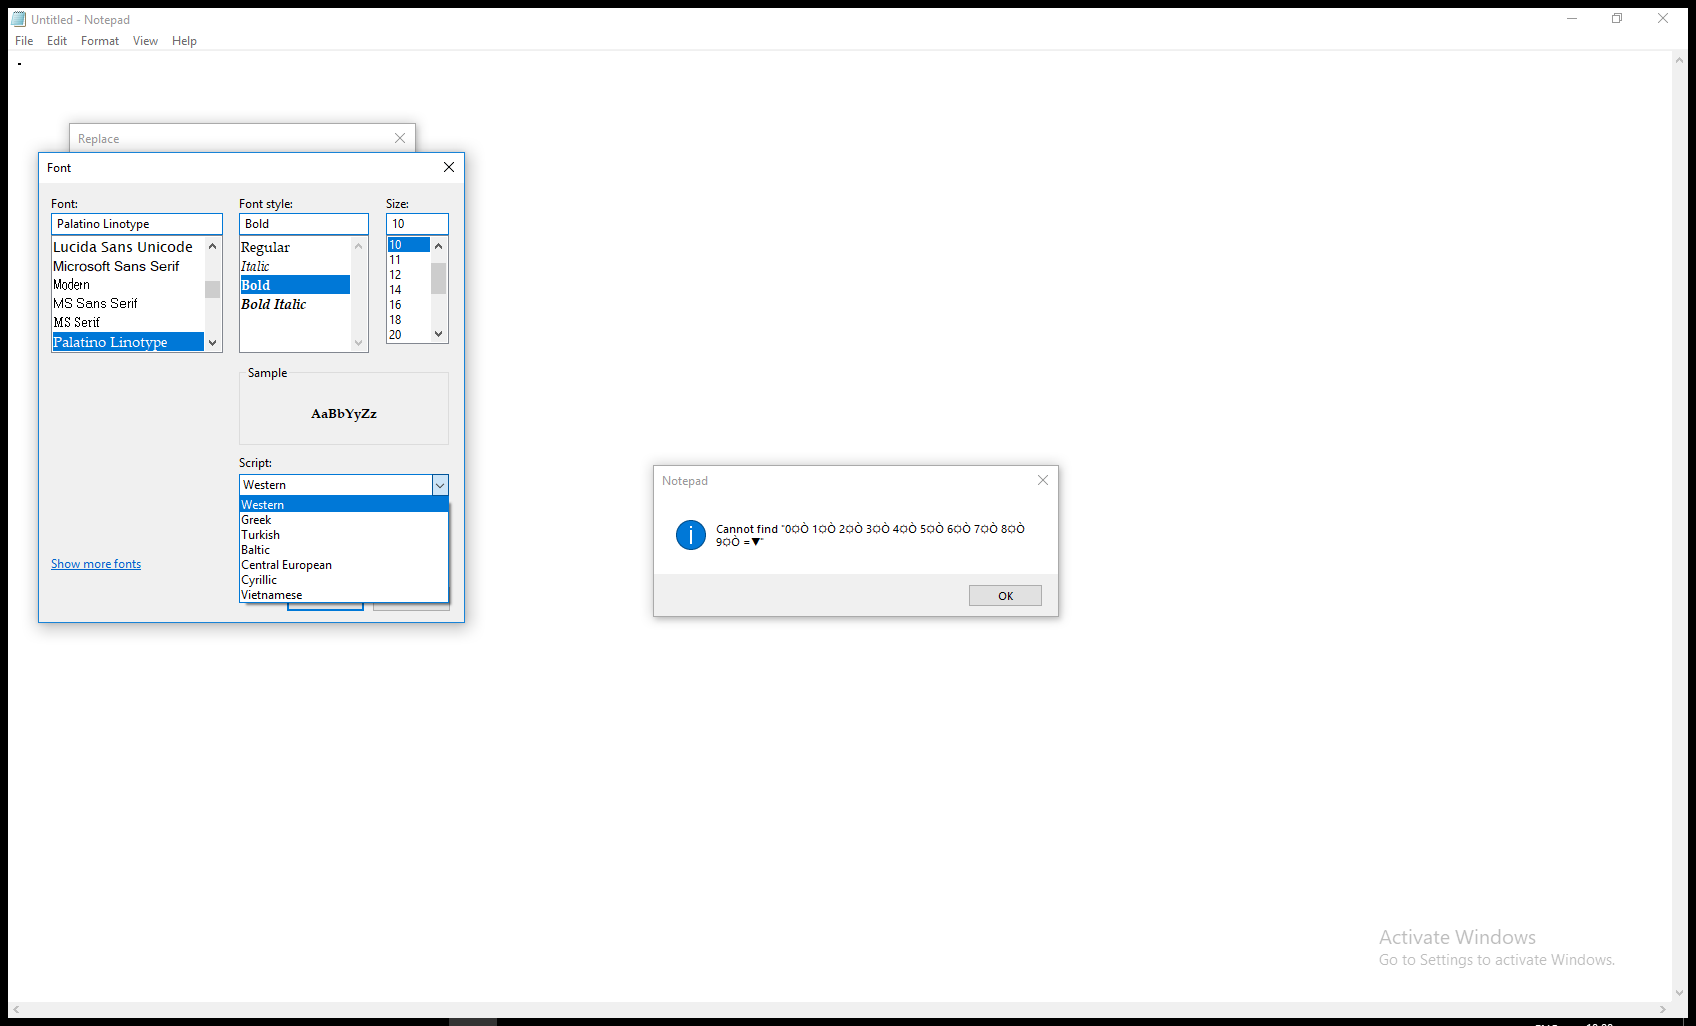 Untitled - Notepad
File Edit Format View Help
-
Replace
Font
Font: Font style: Size:
Palatino Linotype Bold 10
Lucida Sans Unicode
Microsoft Sans Serif
Modern
MS Sans Serif
MS Serif
Palatino Linotype
Regular
Italic
Bold
Bold Italic
10
11
12
14
16
18
20
Sample
AaBbYyZz
Script:
Western
Western
Greek
Turkish
Baltic
Central European
Cyrillic
Vietnamese
Show more fonts
Notepad
Cannot find "0¤Ò 1¤Ò 2¤Ò 3¤Ò 4¤Ò 5¤Ò 6¤Ò 7¤Ò 8¤Ò
9¤Ò =▼"
OK
Activate Windows
Go to Settings to activate Windows.